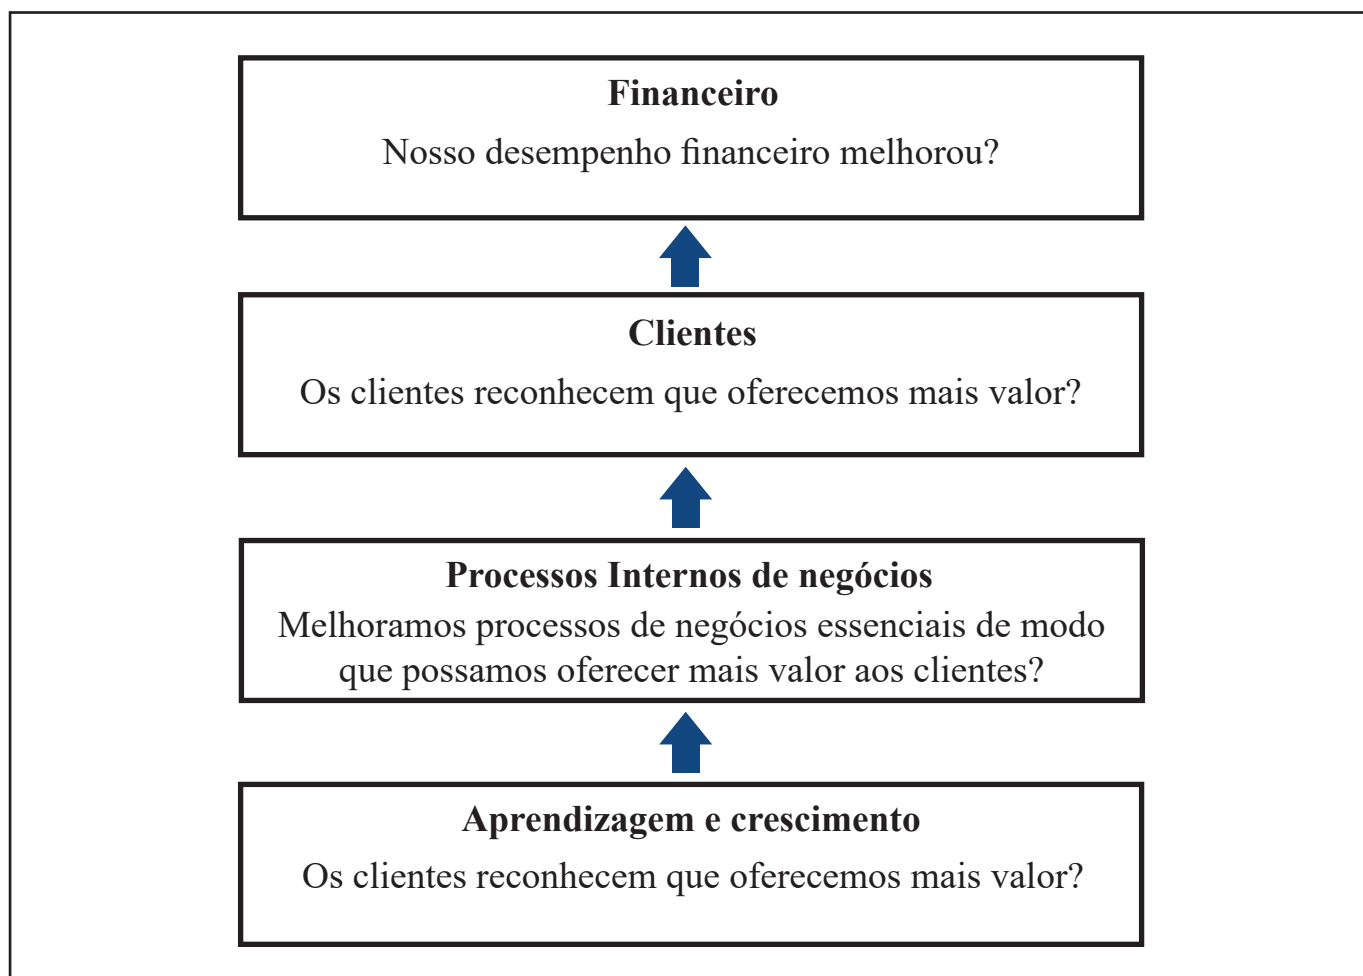 Financeiro
Nosso desempenho financeiro melhorou?
Clientes
Os clientes reconhecem que oferecemos mais valor?
Processos Internos de negócios
Melhoramos processos de negócios essenciais de modo
que possamos oferecer mais valor aos clientes?
Aprendizagem e crescimento
Os clientes reconhecem que oferecemos mais valor?